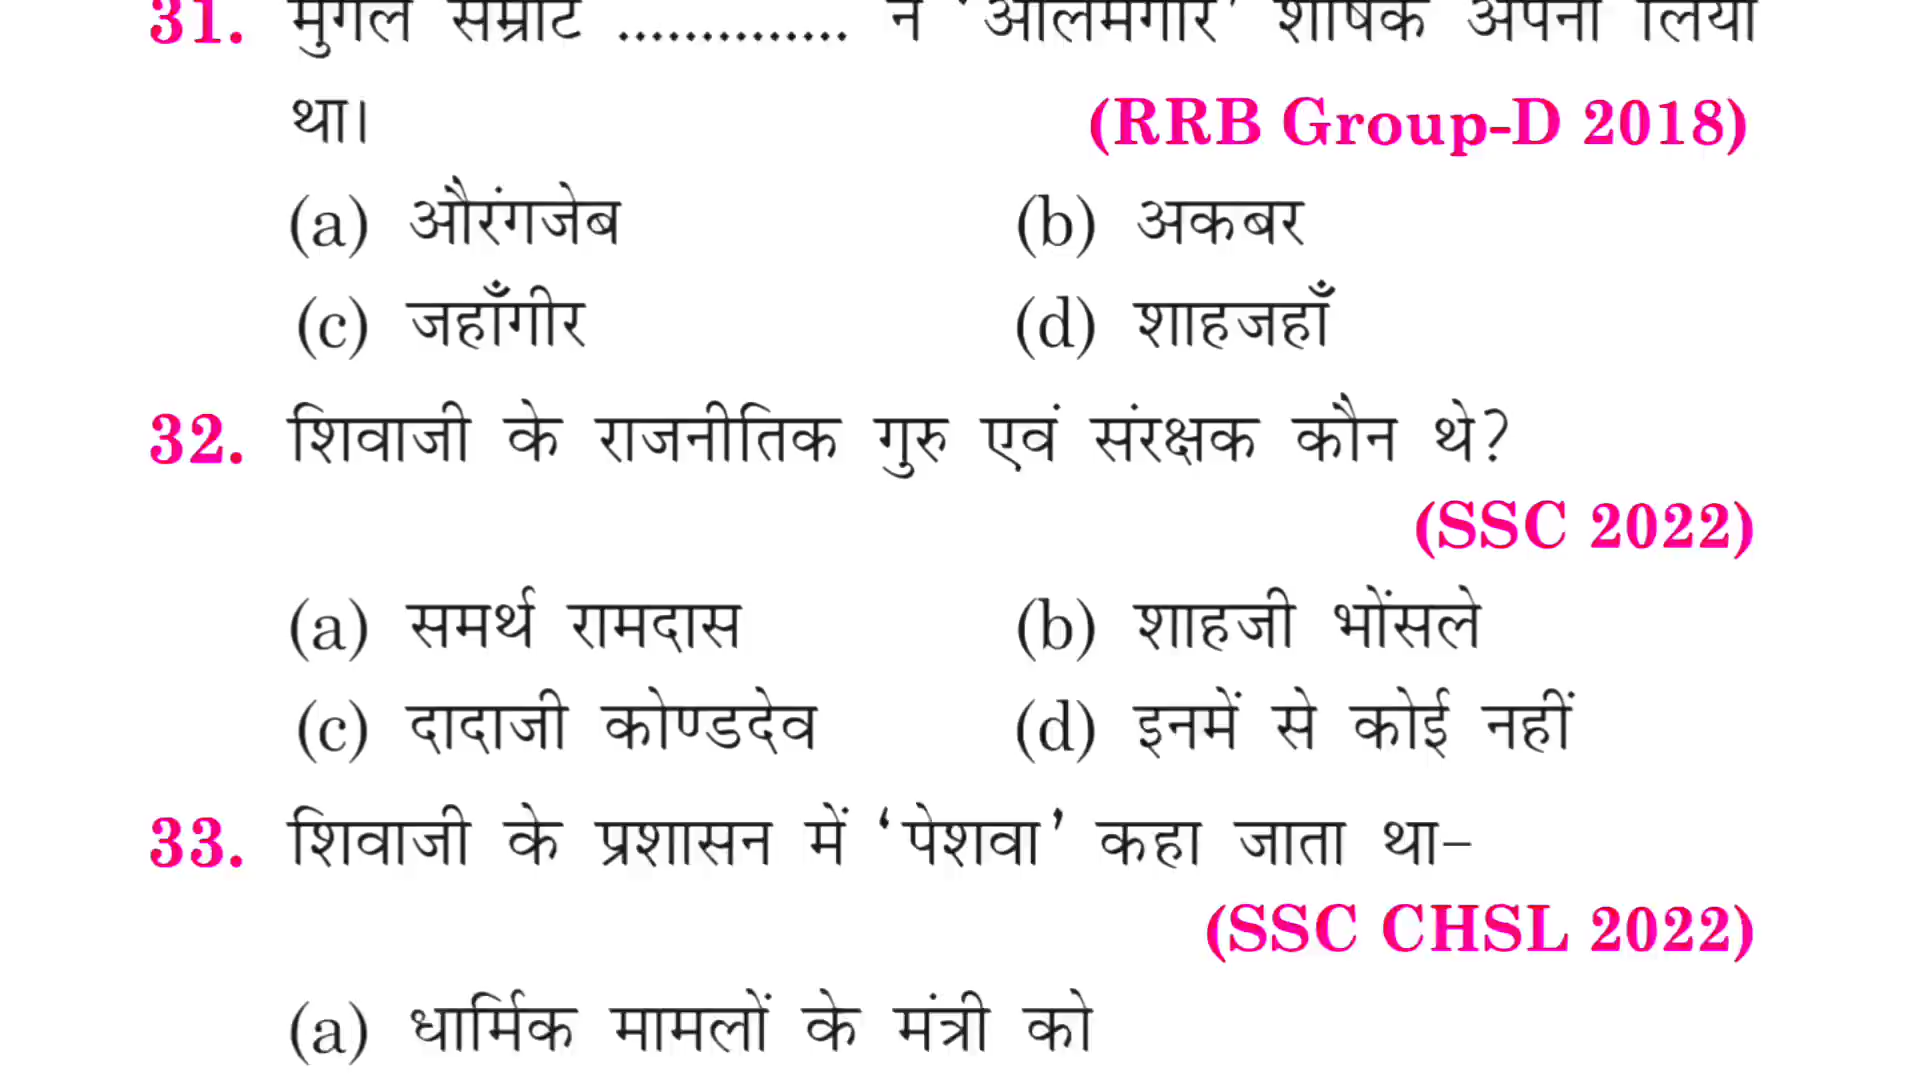 31. मुगल सम्राट .............. ने 'आलमगीर' शीर्षक अपना लिया
था। (RRB Group-D 2018)
(a) औरंगजेब (b) अकबर
(c) जहाँगीर (d) शाहजहाँ
32. शिवाजी के राजनीतिक गुरु एवं संरक्षक कौन थे?
(SSC 2022)
(a) समर्थ रामदास (b) शाहजी भोंसले
(c) दादाजी कोण्डदेव (d) इनमें से कोई नहीं
33. शिवाजी के प्रशासन में 'पेशवा' कहा जाता था–
(SSC CHSL 2022)
(a) धार्मिक मामलों के मंत्री को